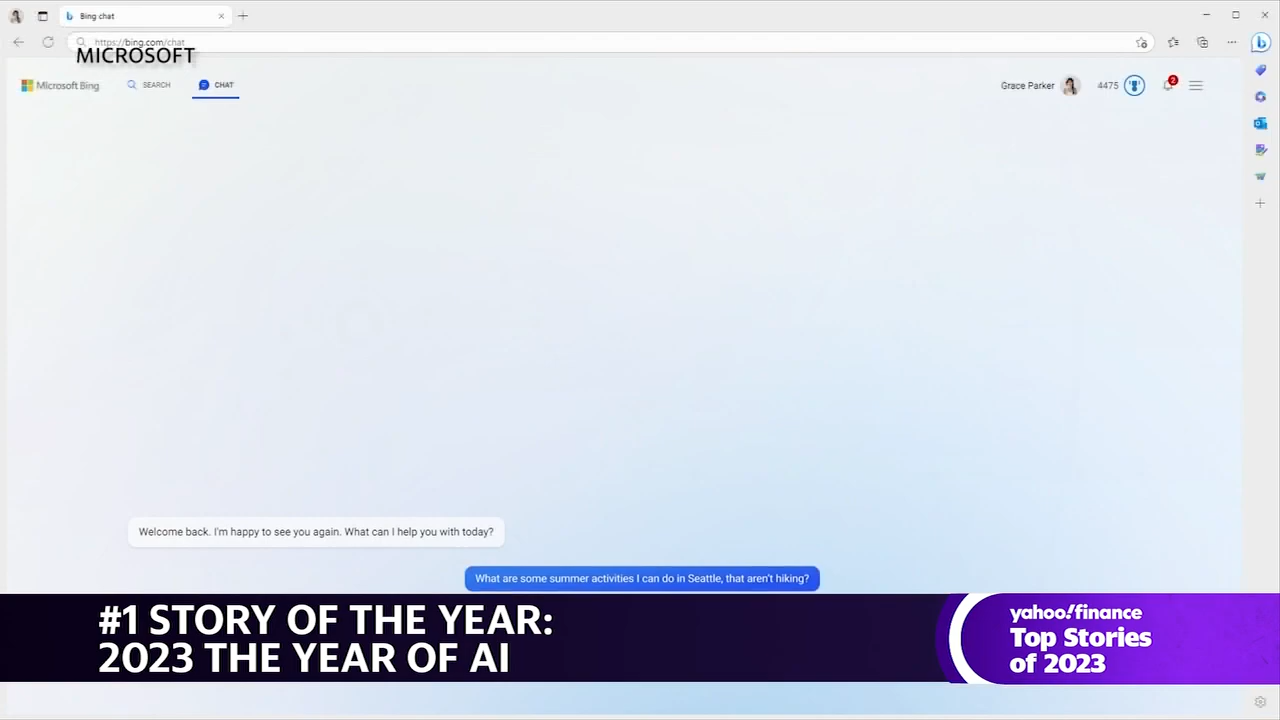 Bing chat
https://bing.com/chat
MICROSOFT
Microsoft Bing
SEARCH
CHAT
Grace Parker
4475
2
Welcome back. I'm happy to see you again. What can I help you with today?
What are some summer activities I can do in Seattle, that aren't hiking?
#1 STORY OF THE YEAR:
2023 THE YEAR OF AI
yahoo!finance
Top Stories
of 2023